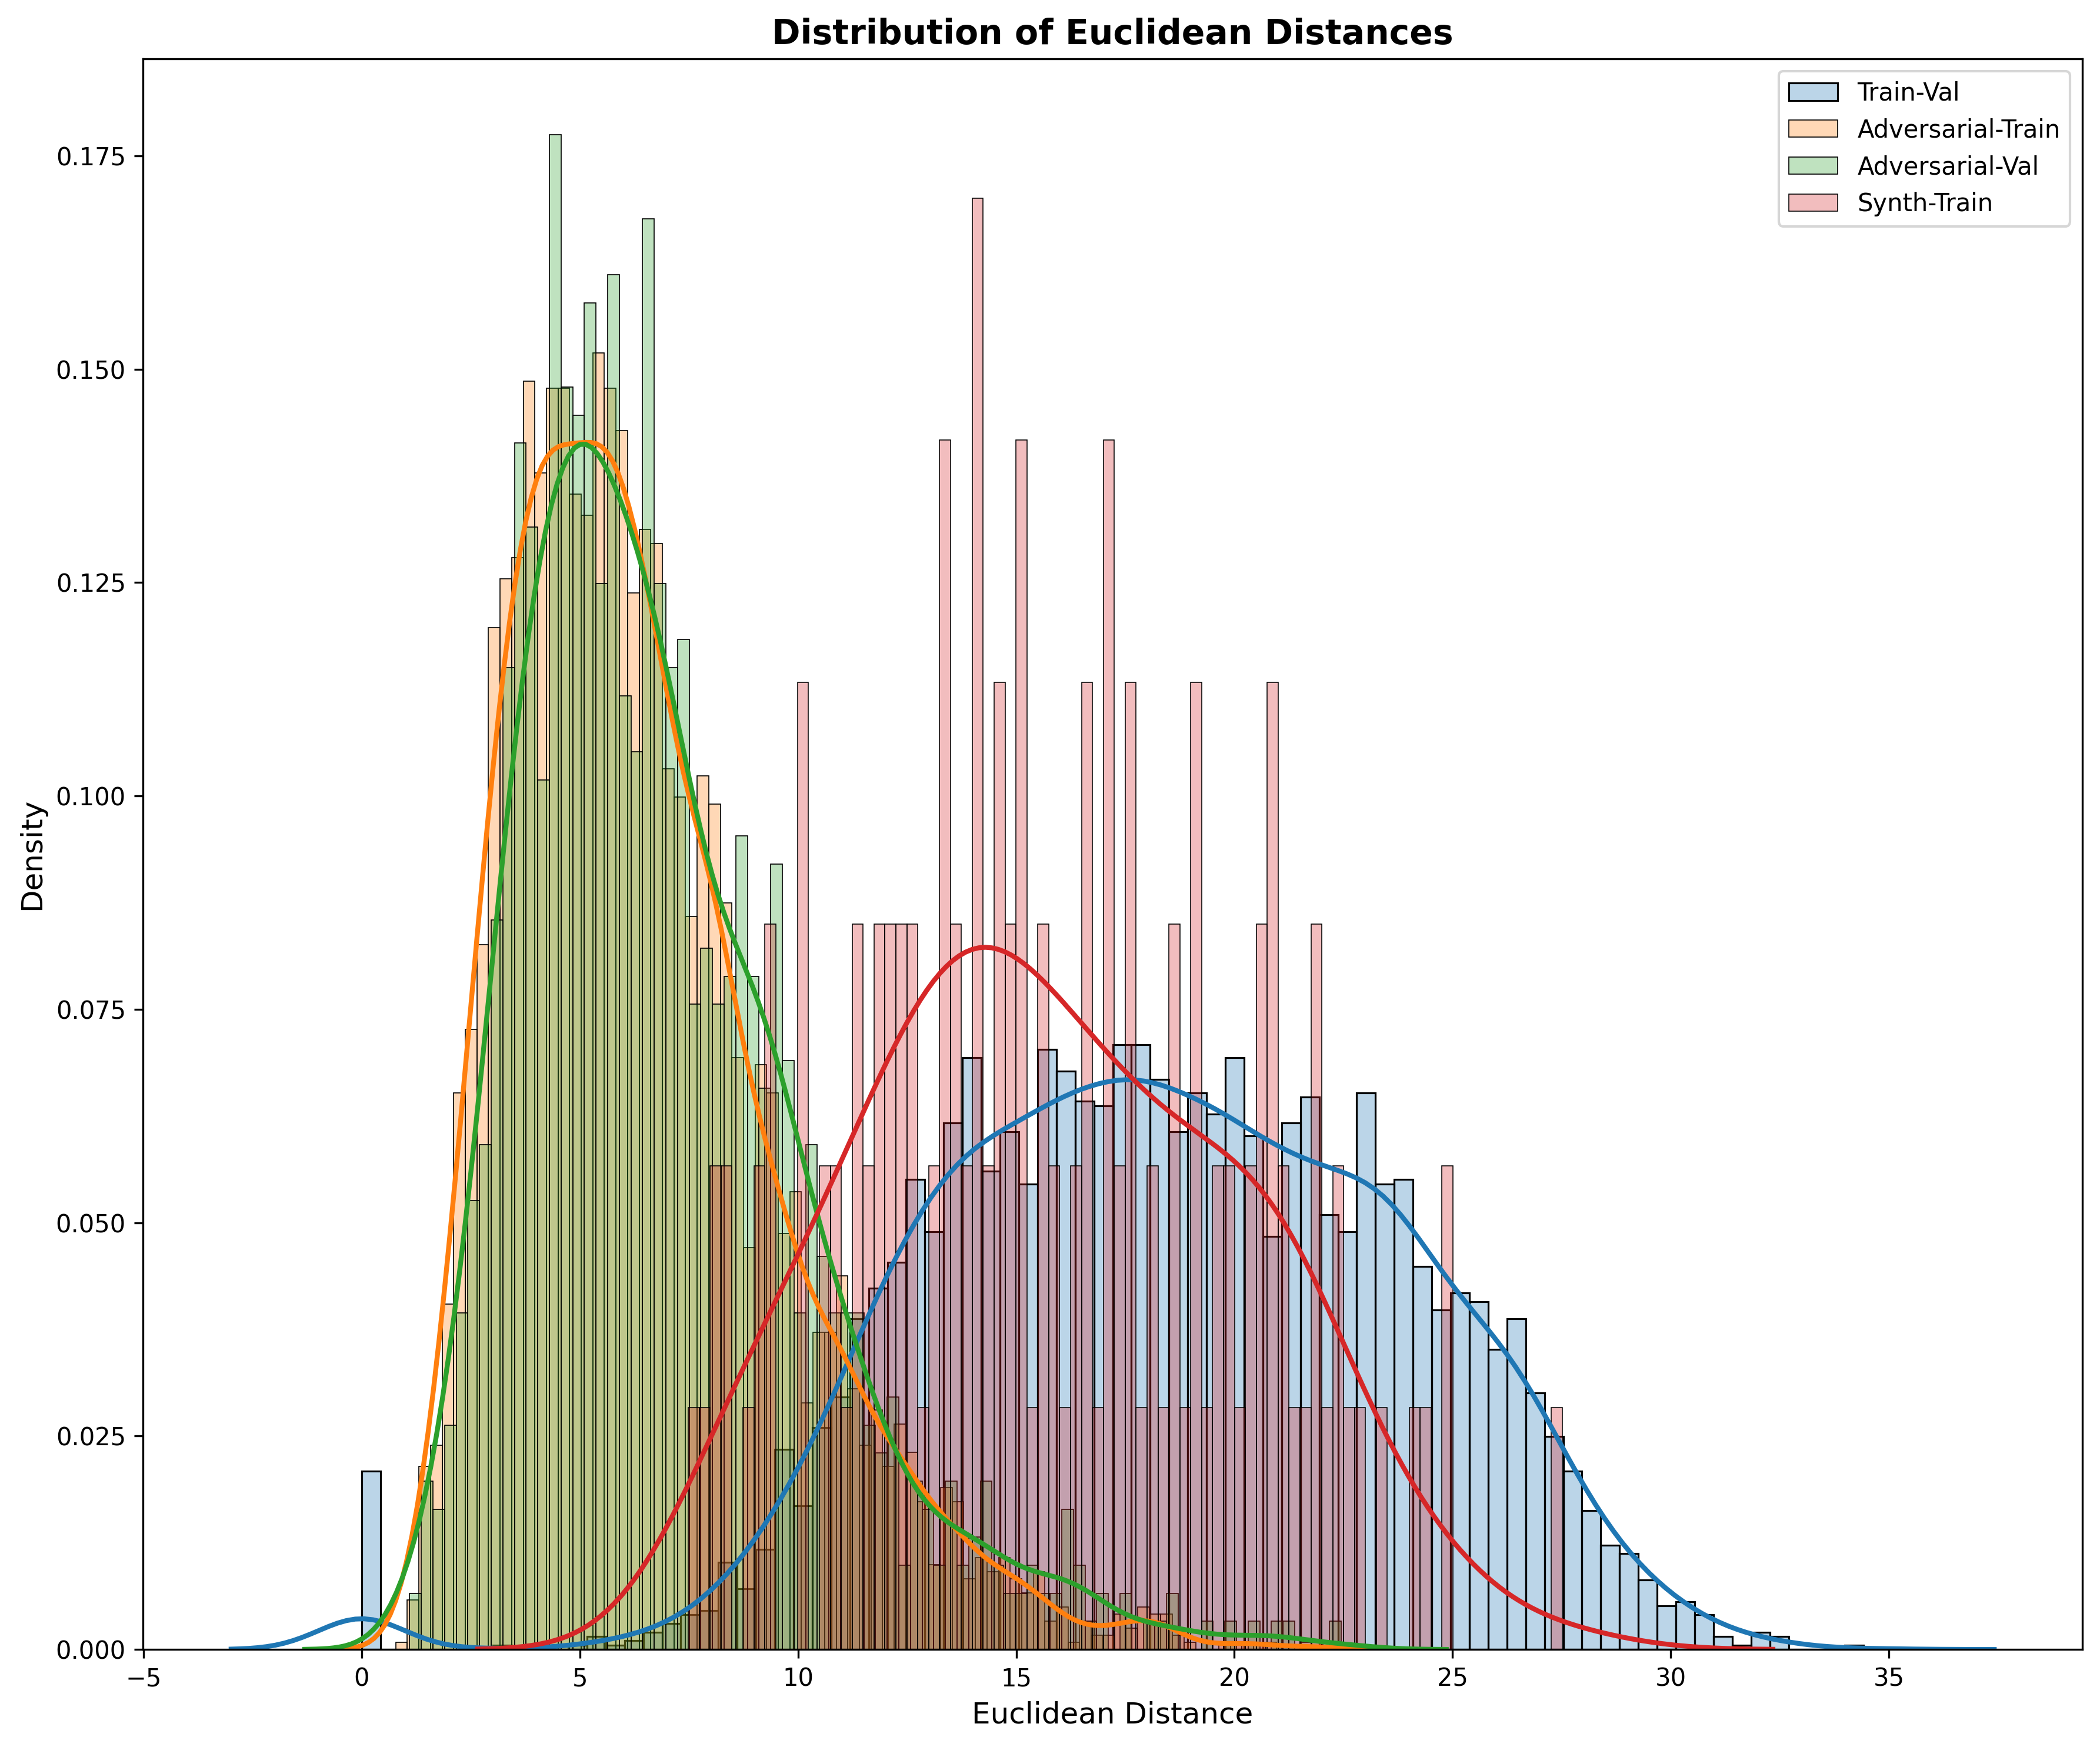 Distribution of Euclidean Distances
Train-Val
Adversarial-Train
Adversarial-Val
Synth-Train
0.175
0.150
0.125
0.100
0.075
0.050
0.025
0.000
Density
−5 0 5 10 15 20 25 30 35
Euclidean Distance